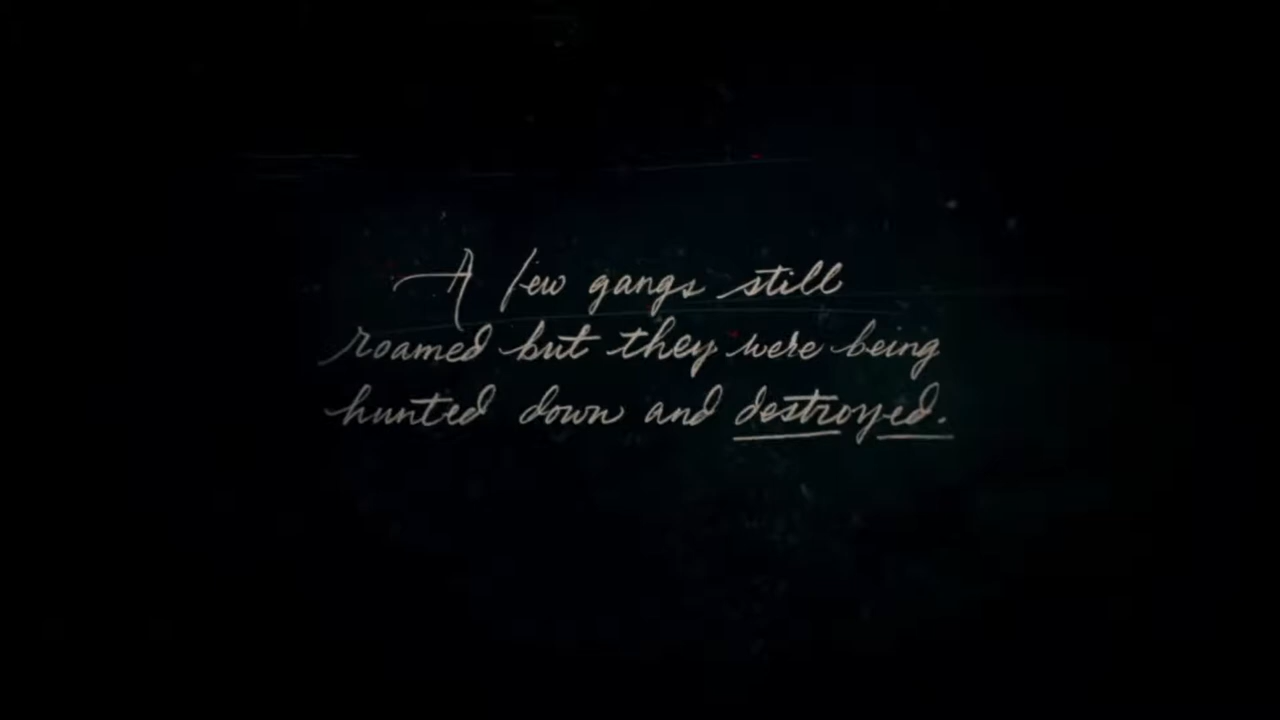 A few gangs still
roamed but they were being
hunted down and destroyed.